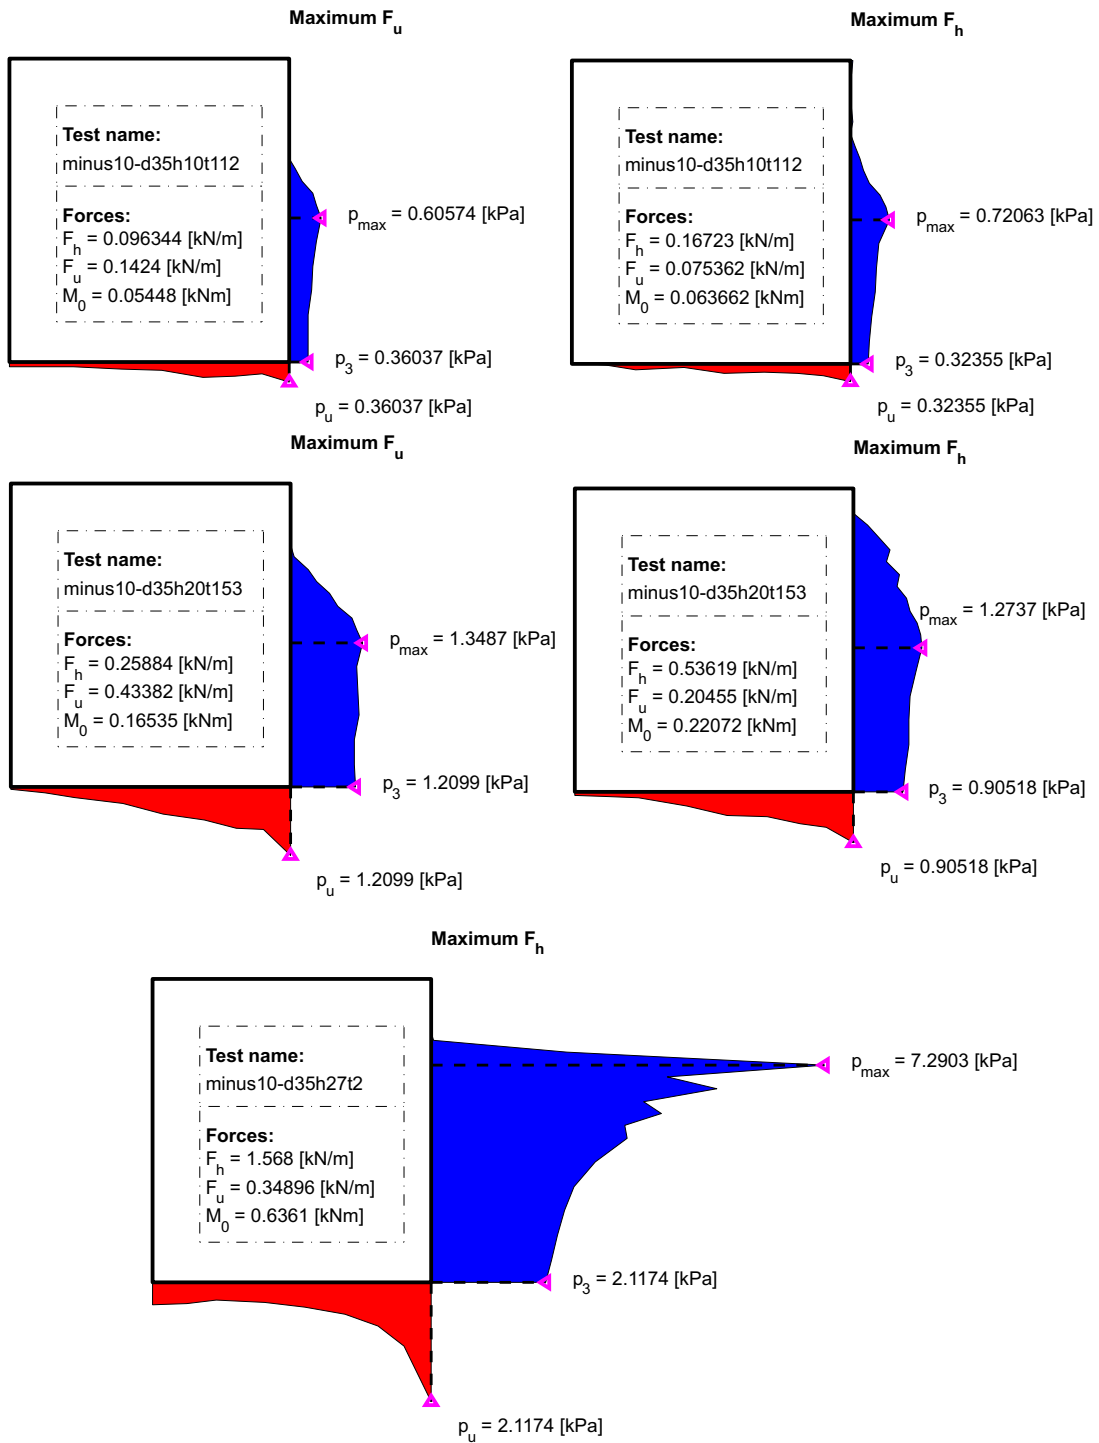 Maximum F_u
Test name:
minus10-d35h10t112
Forces:
F_h = 0.096344 [kN/m]
F_u = 0.1424 [kN/m]
M_0 = 0.05448 [kNm]
p_max = 0.60574 [kPa]
p_3 = 0.36037 [kPa]
p_u = 0.36037 [kPa]
Maximum F_h
Test name:
minus10-d35h10t112
Forces:
F_h = 0.16723 [kN/m]
F_u = 0.075362 [kN/m]
M_0 = 0.063662 [kNm]
p_max = 0.72063 [kPa]
p_3 = 0.32355 [kPa]
p_u = 0.32355 [kPa]
Maximum F_u
Test name:
minus10-d35h20t153
Forces:
F_h = 0.25884 [kN/m]
F_u = 0.43382 [kN/m]
M_0 = 0.16535 [kNm]
p_max = 1.3487 [kPa]
p_3 = 1.2099 [kPa]
p_u = 1.2099 [kPa]
Maximum F_h
Test name:
minus10-d35h20t153
Forces:
F_h = 0.53619 [kN/m]
F_u = 0.20455 [kN/m]
M_0 = 0.22072 [kNm]
p_max = 1.2737 [kPa]
p_3 = 0.90518 [kPa]
p_u = 0.90518 [kPa]
Maximum F_h
Test name:
minus10-d35h27t2
Forces:
F_h = 1.568 [kN/m]
F_u = 0.34896 [kN/m]
M_0 = 0.6361 [kNm]
p_max = 7.2903 [kPa]
p_3 = 2.1174 [kPa]
p_u = 2.1174 [kPa]